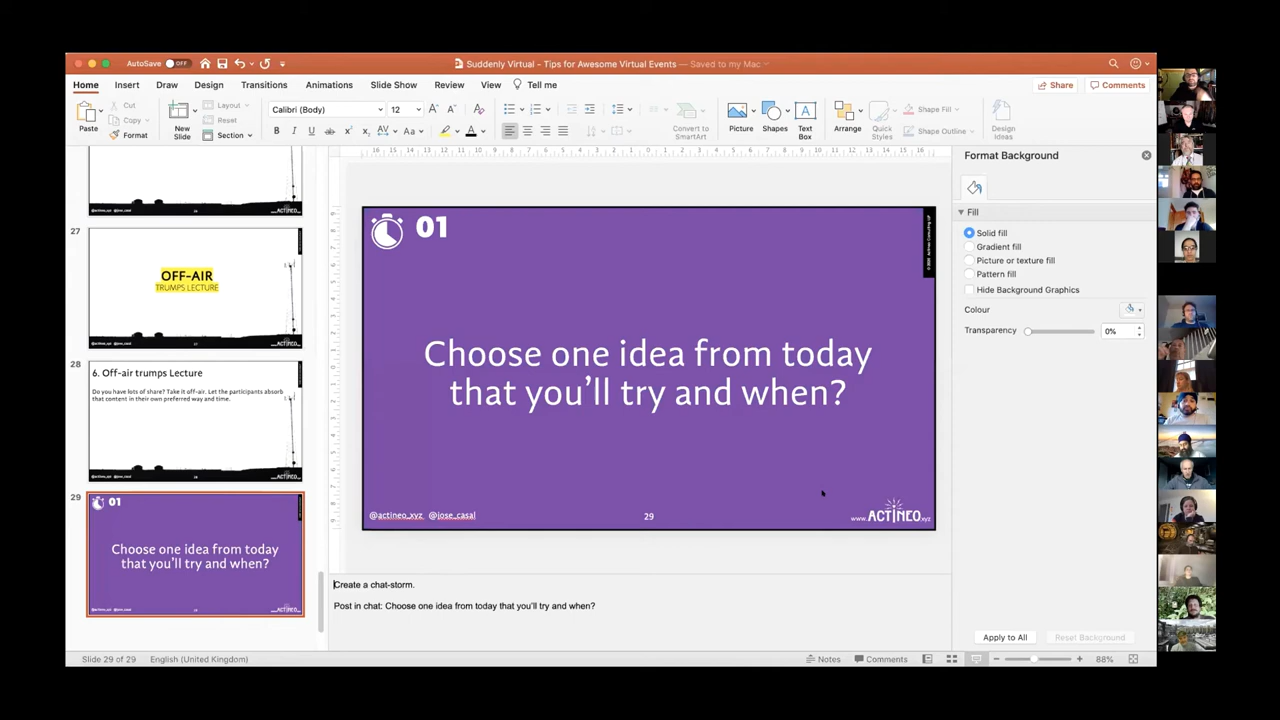 AutoSave OFF
Suddenly Virtual - Tips for Awesome Virtual Events — Saved to my Mac
Home Insert Draw Design Transitions Animations Slide Show Review View Tell me
Share Comments
Paste
Cut
Copy
Format
New
Slide
Layout
Reset
Section
Calibri (Body) 12
Convert to
SmartArt
Picture
Shapes
Text
Box
Arrange
Quick
Styles
Shape Fill
Shape Outline
Design
Ideas
27
OFF-AIR
TRUMPS LECTURE
28
6. Off-air trumps Lecture
Do you have lots of share? Take it off-air. Let the participants absorb
that content in their own preferred way and time.
29
01
Choose one idea from today
that you'll try and when?
01
Choose one idea from today
that you'll try and when?
@actineo_xyz @jose_casal
29
www.ACTINEO.xyz
Create a chat-storm.
Post in chat: Choose one idea from today that you'll try and when?
Format Background
Fill
Solid fill
Gradient fill
Picture or texture fill
Pattern fill
Hide Background Graphics
Colour
Transparency 0%
Apply to All Reset Background
Slide 29 of 29 English (United Kingdom)
Notes Comments 88%